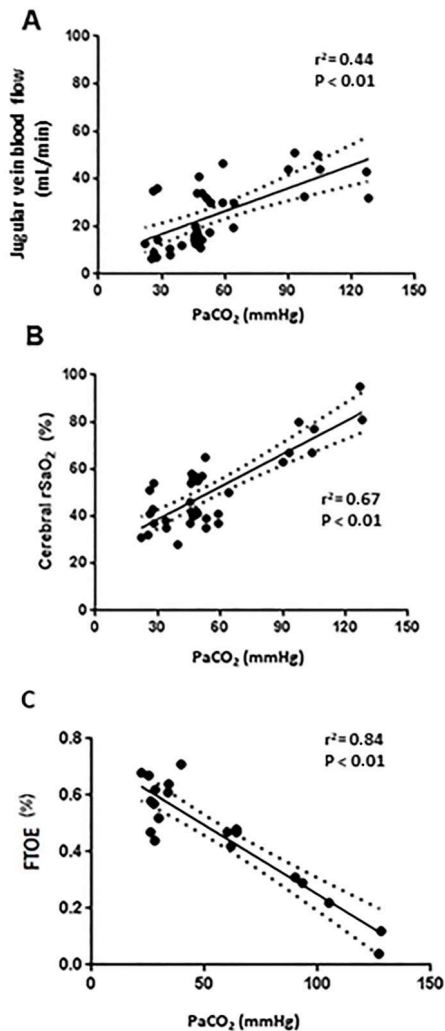 A
r² = 0.44
P < 0.01
Jugular vein blood flow
(mL/min)
100
80
60
40
20
0
0
30
60
90
120
150
PaCO₂ (mmHg)
B
Cerebral rSaO₂ (%)
100
80
60
40
20
0
r² = 0.67
P < 0.01
0
30
60
90
120
150
PaCO₂ (mmHg)
C
r² = 0.84
P < 0.01
FTOE (%)
0.8
0.6
0.4
0.2
0.0
0
50
100
150
PaCO₂ (mmHg)